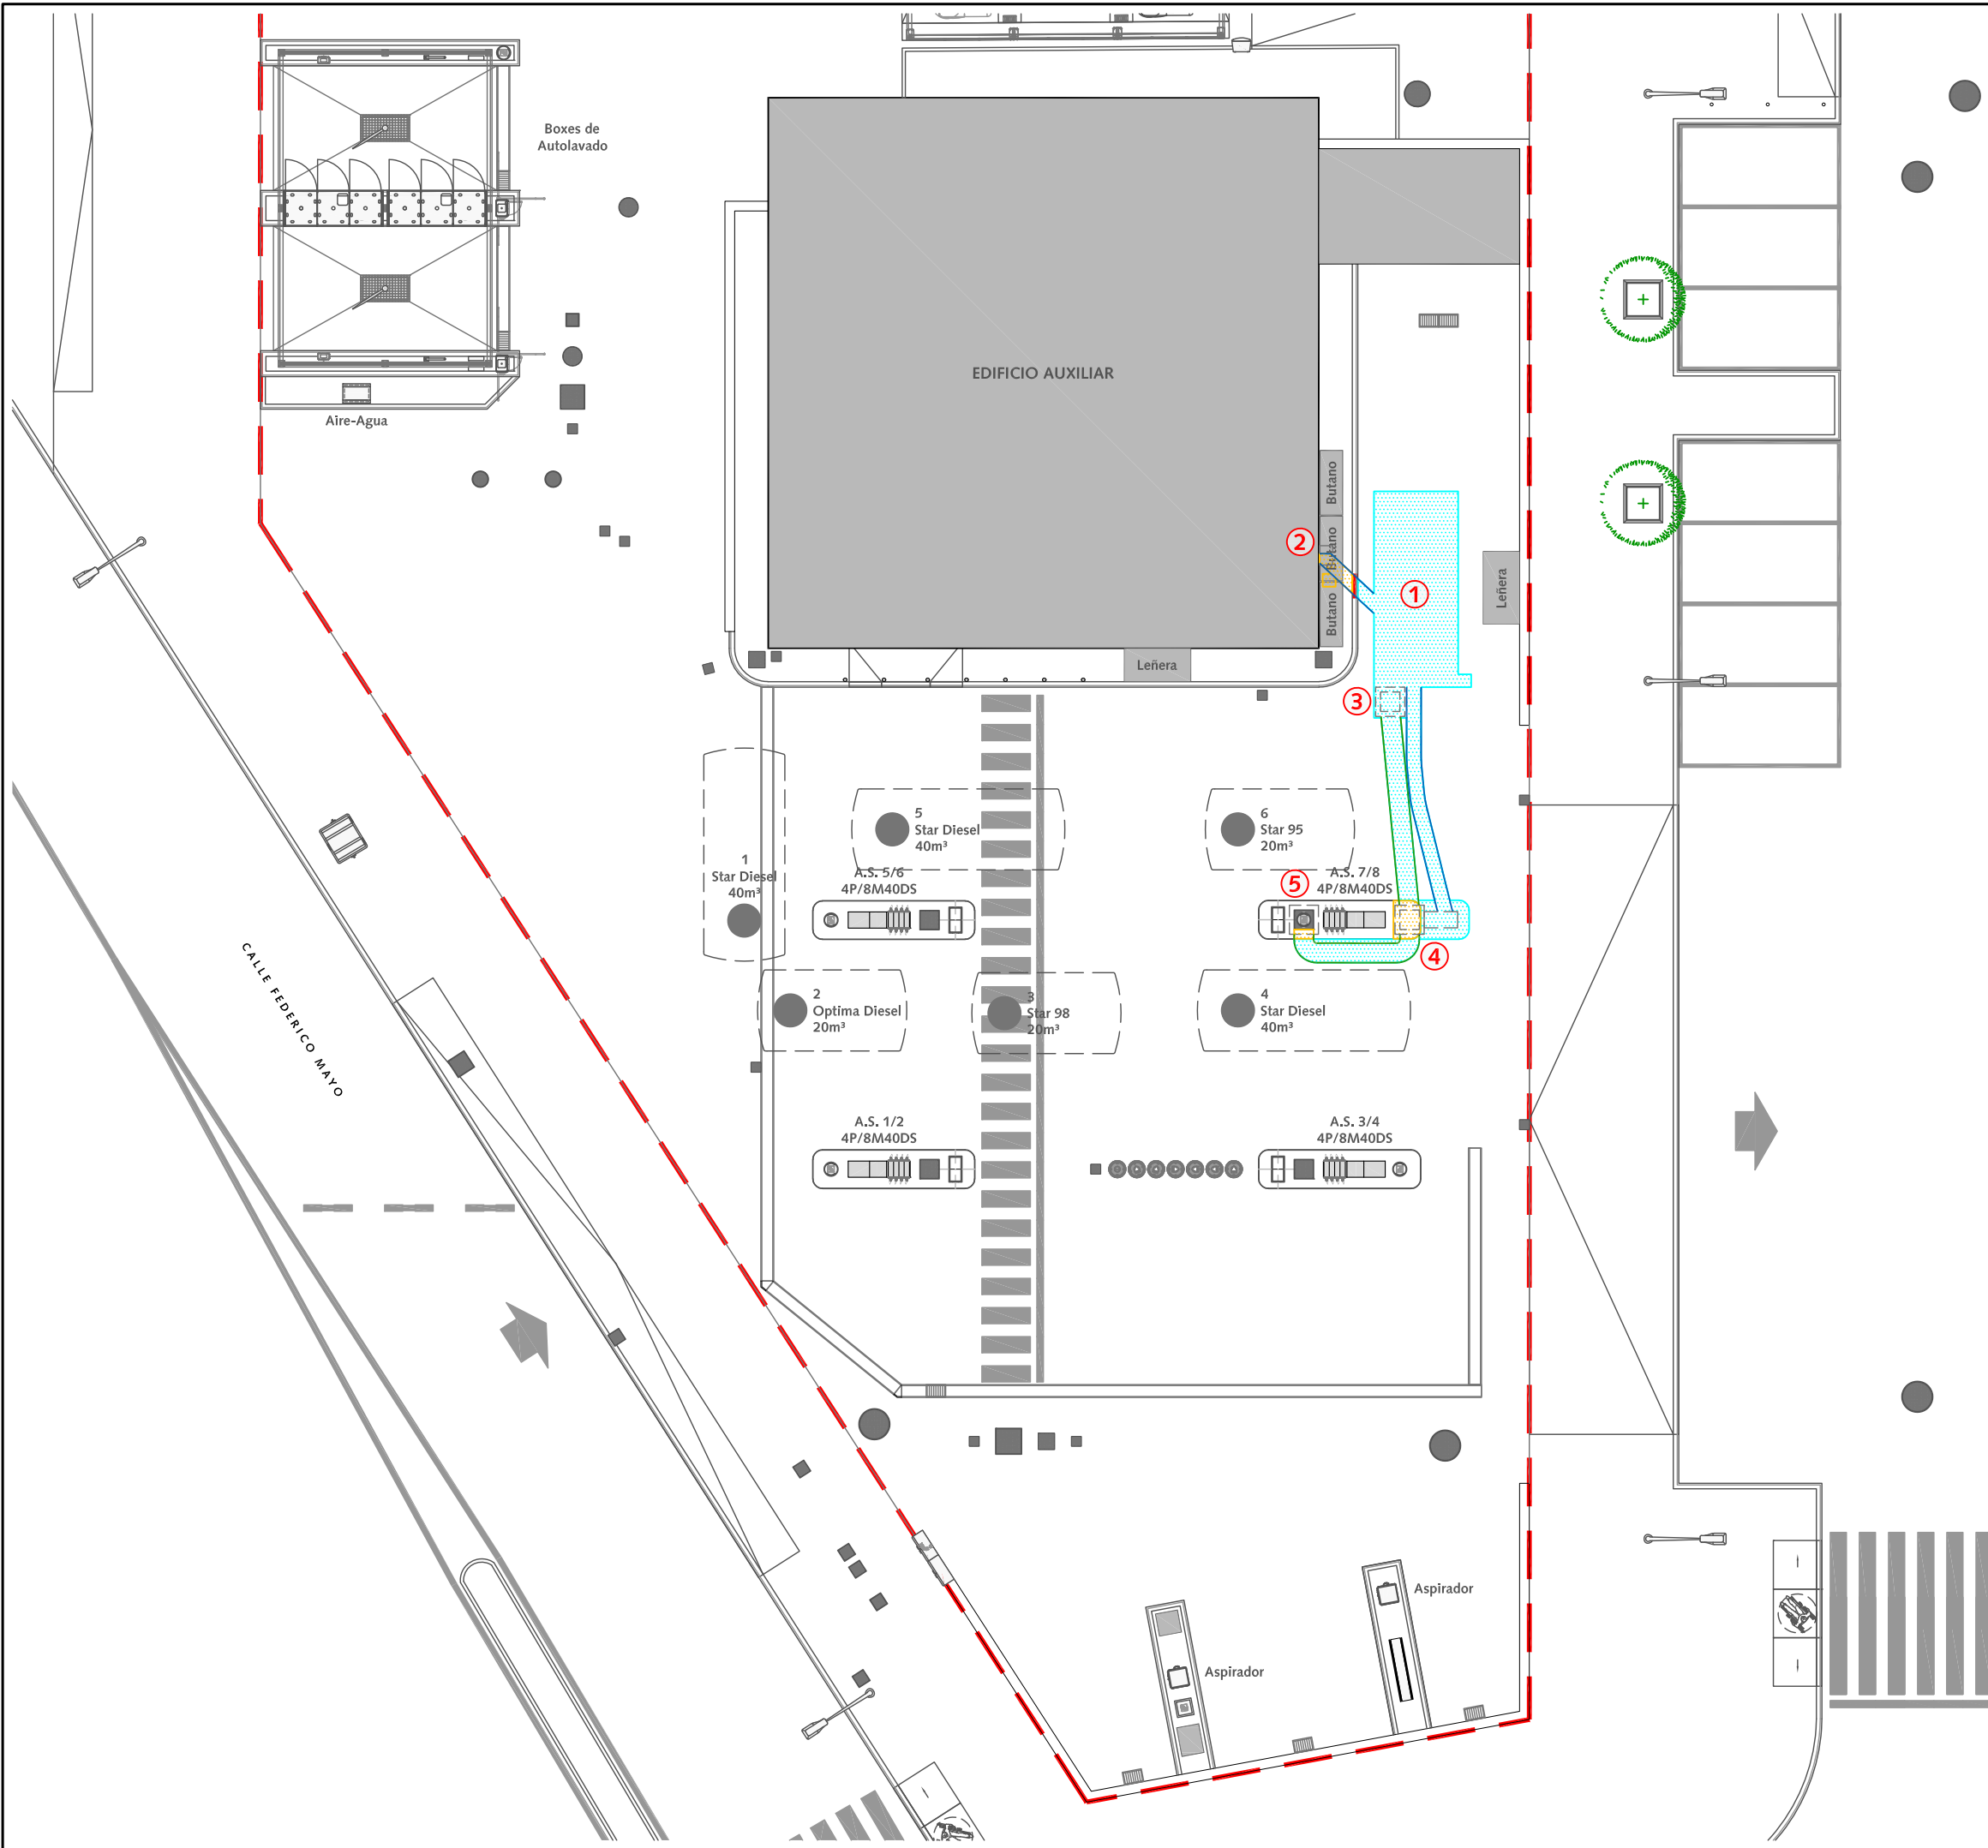 Boxes de
Autolavado
Aire-Agua
EDIFICIO AUXILIAR
Butano
Butano
Butano
②
①
Leñera
Leñera
③
5
Star Diesel
40m³
6
Star 95
20m³
1
Star Diesel
40m³
A.S. 5/6
4P/8M40DS
⑤
A.S. 7/8
4P/8M40DS
④
CALLE FEDERICO MAYO
2
Optima Diesel
20m³
3
Star 98
20m³
4
Star Diesel
40m³
A.S. 1/2
4P/8M40DS
A.S. 3/4
4P/8M40DS
Aspirador
Aspirador